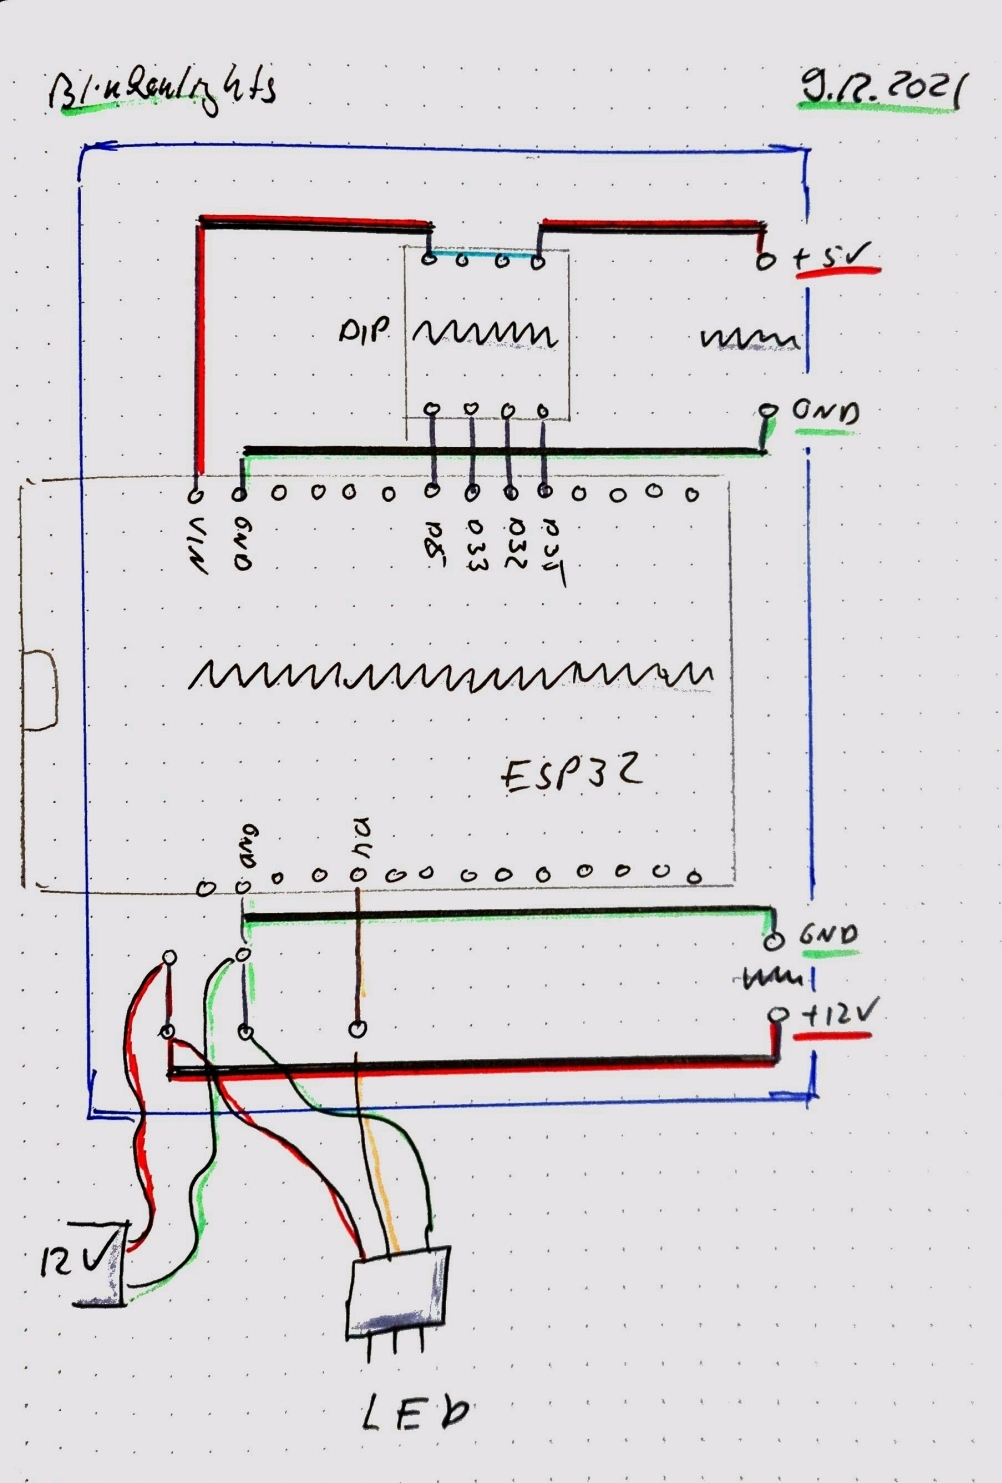 Blinkenlights
9.12.2021
+5V
DIP
GND
VIN
GND
D33
D32
D35
ESP32
GND
D4
GND
+12V
12V
LED